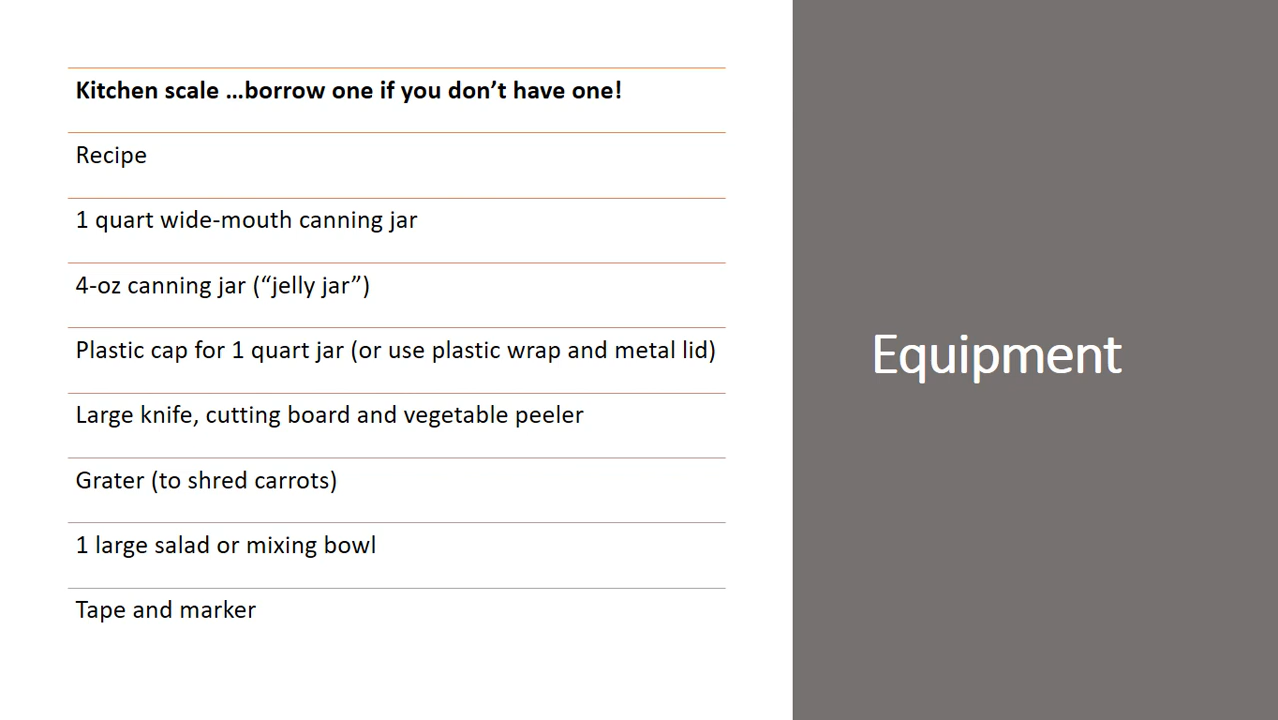 Kitchen scale …borrow one if you don’t have one!
Recipe
1 quart wide-mouth canning jar
4-oz canning jar (“jelly jar”)
Plastic cap for 1 quart jar (or use plastic wrap and metal lid)
Large knife, cutting board and vegetable peeler
Grater (to shred carrots)
1 large salad or mixing bowl
Tape and marker
Equipment